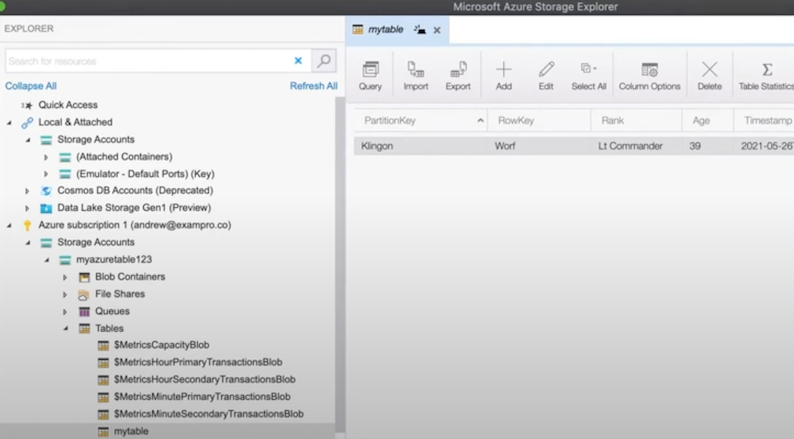 Microsoft Azure Storage Explorer
EXPLORER
Search for resources
Collapse All Refresh All
Quick Access
Local & Attached
Storage Accounts
(Attached Containers)
(Emulator - Default Ports) (Key)
Cosmos DB Accounts (Deprecated)
Data Lake Storage Gen1 (Preview)
Azure subscription 1 (andrew@exampro.co)
Storage Accounts
myazuretable123
Blob Containers
File Shares
Queues
Tables
$MetricsCapacityBlob
$MetricsHourPrimaryTransactionsBlob
$MetricsHourSecondaryTransactionsBlob
$MetricsMinutePrimaryTransactionsBlob
$MetricsMinuteSecondaryTransactionsBlob
mytable
mytable
Query Import Export Add Edit Select All Column Options Delete Table Statistics
PartitionKey RowKey Rank Age Timestamp
Klingon Worf Lt Commander 39 2021-05-26T